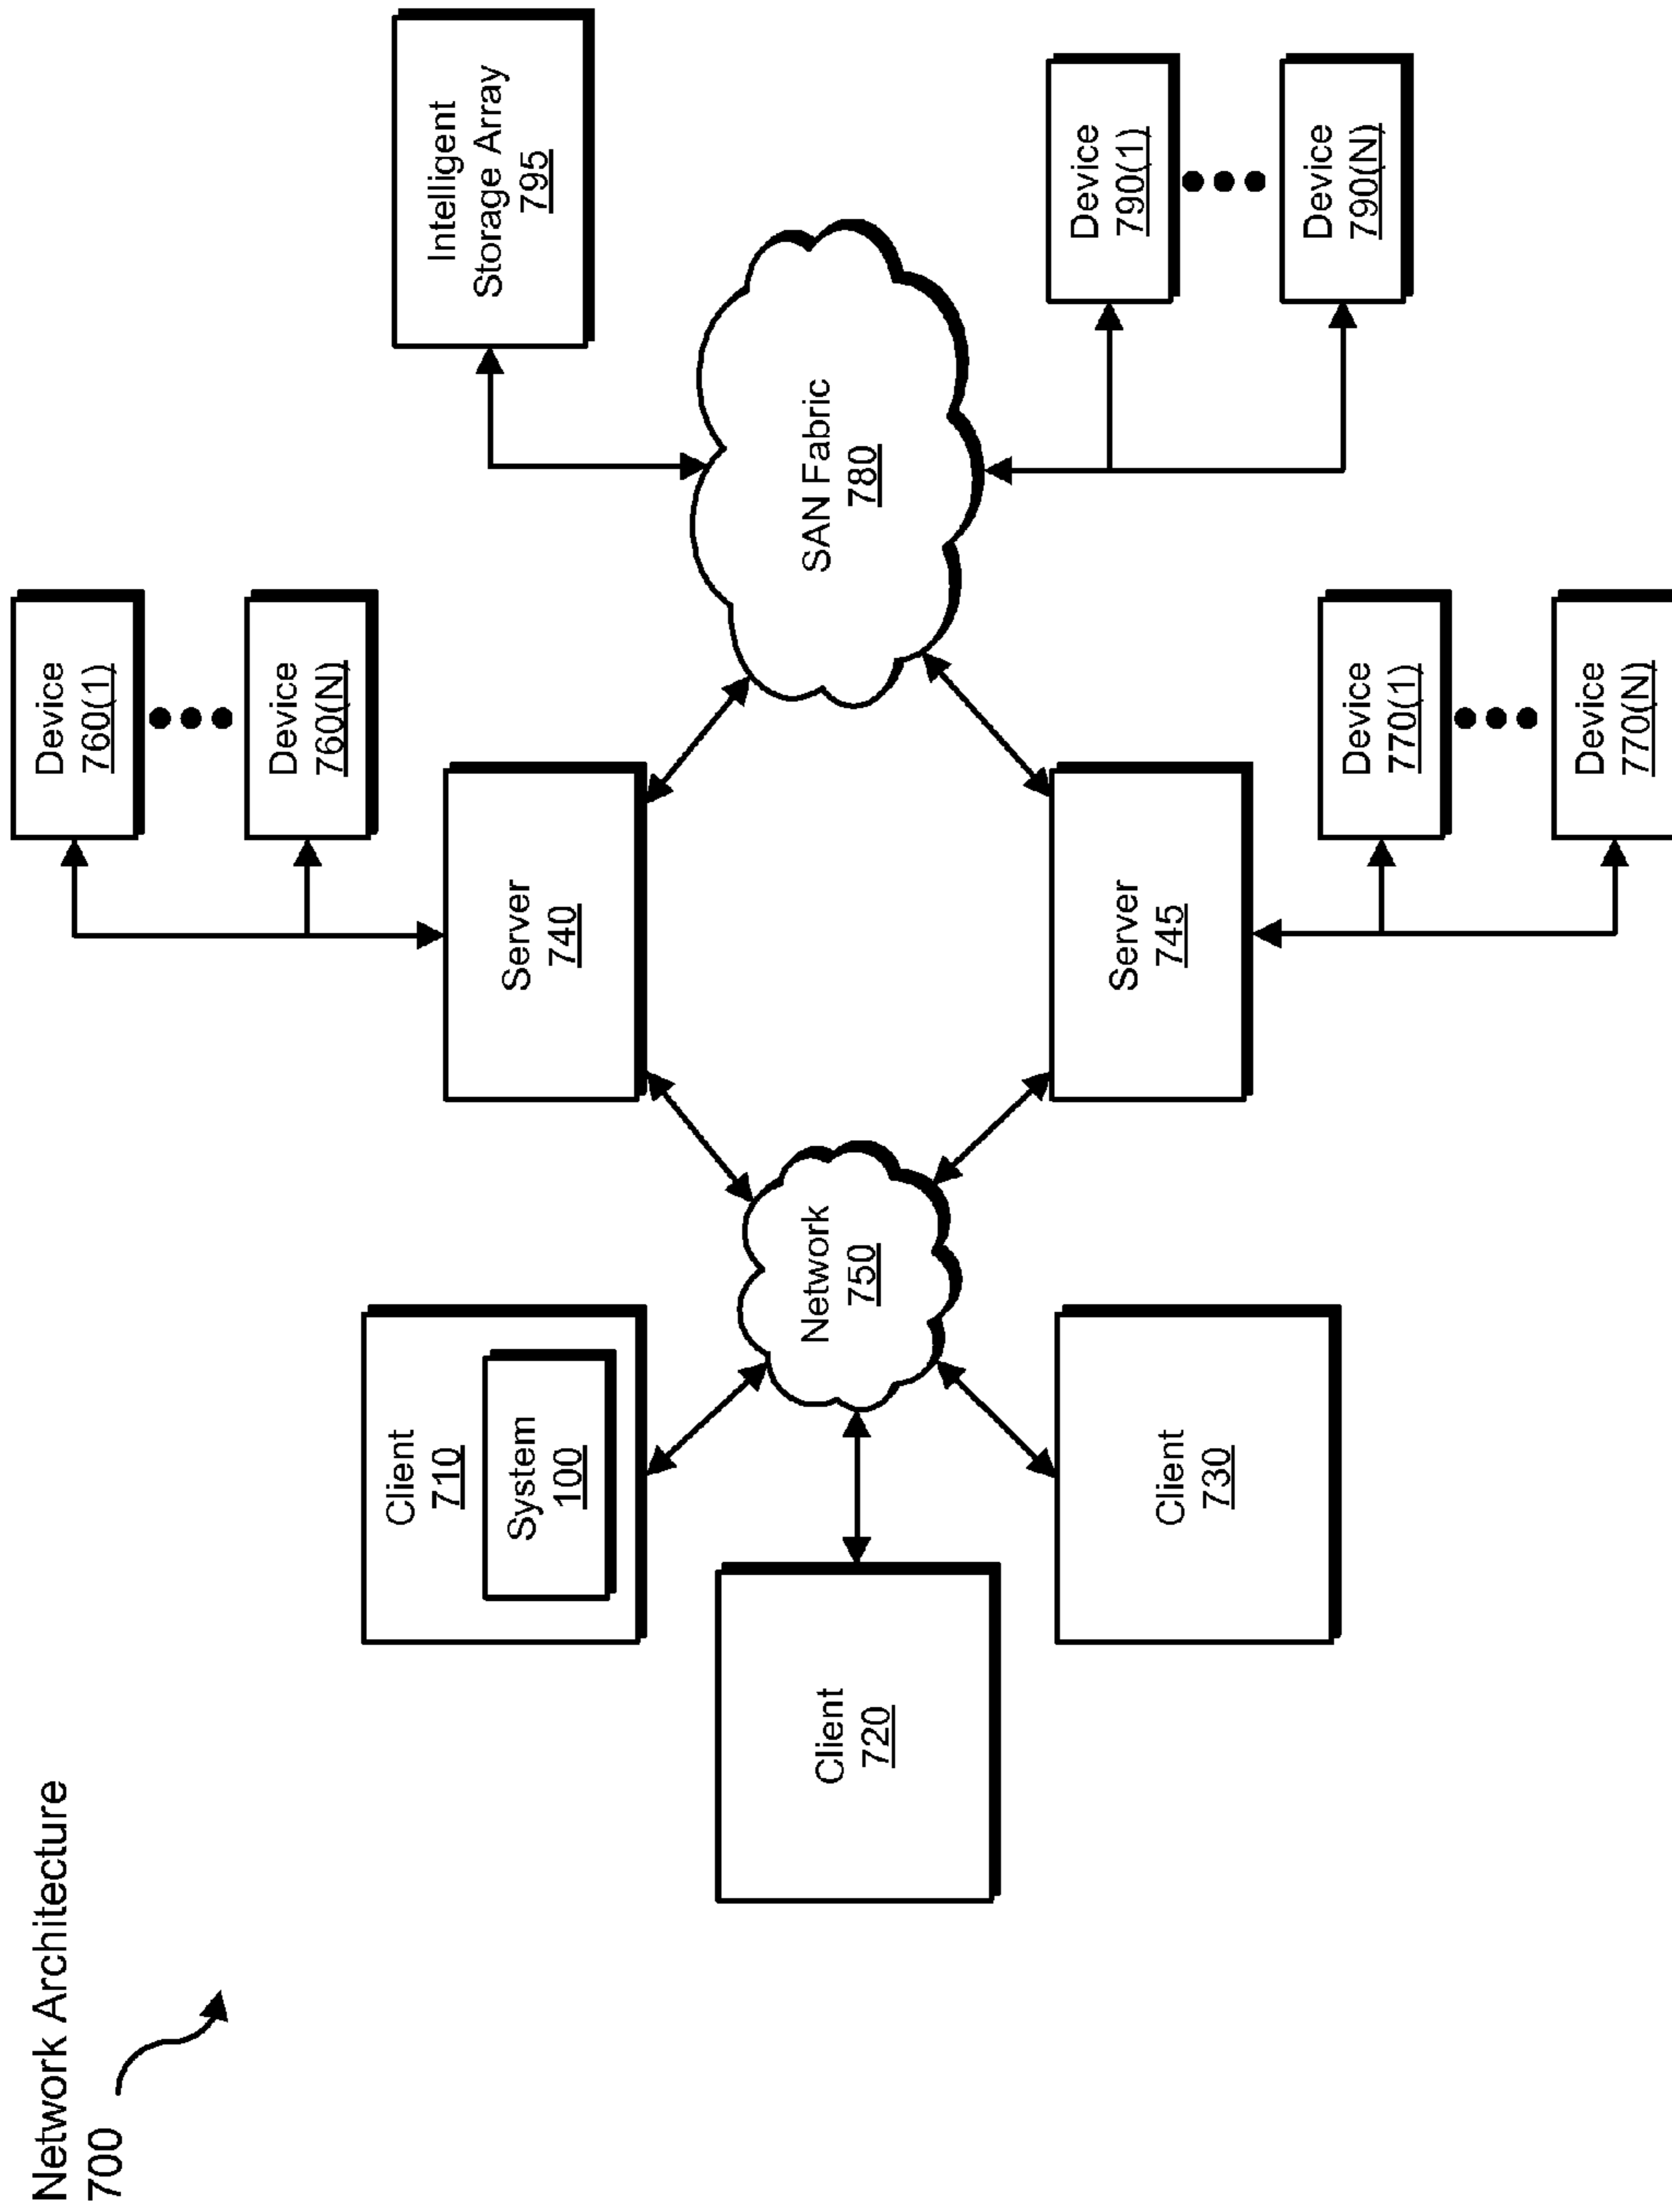 Network Architecture
700
Device
760(1)
Device
760(N)
Intelligent
Storage Array
795
Client
710
System
100
Server
740
Client
720
Network
750
SAN Fabric
780
Client
730
Server
745
Device
790(1)
Device
790(N)
Device
770(1)
Device
770(N)